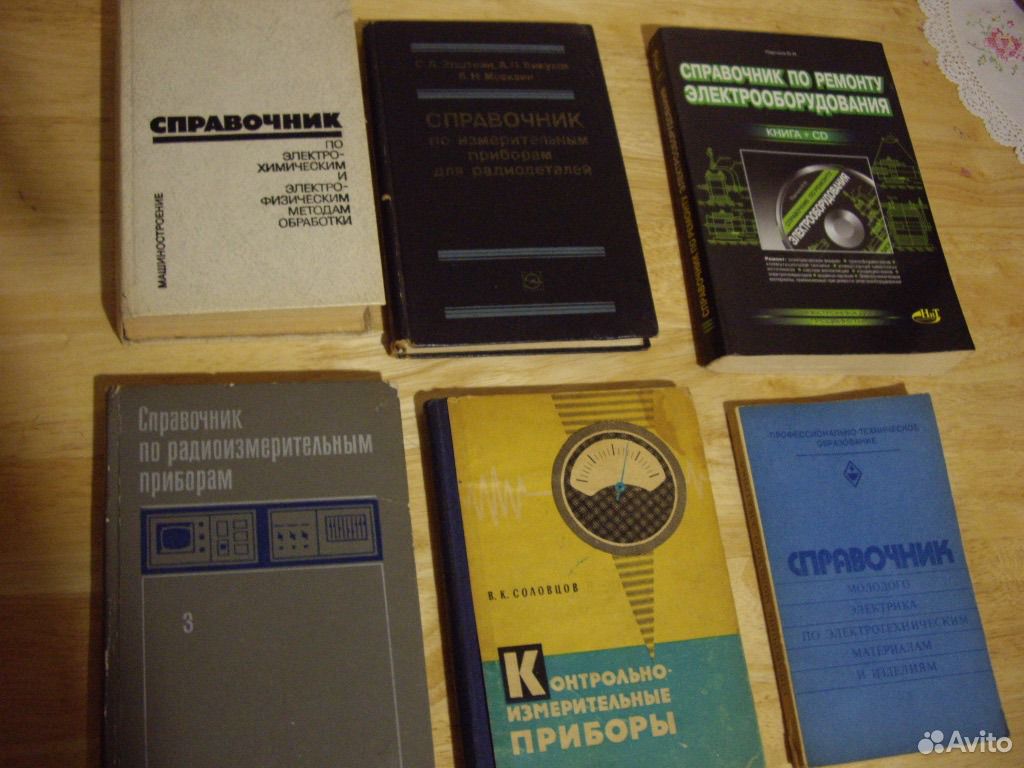 СПРАВОЧНИК
ПО
ЭЛЕКТРО-
ХИМИЧЕСКИМ
И
ЭЛЕКТРО-
ФИЗИЧЕСКИМ
МЕТОДАМ
ОБРАБОТКИ
МАШИНОСТРОЕНИЕ
СПРАВОЧНИК
по измерительным
приборам
для радиодеталей
СПРАВОЧНИК ПО РЕМОНТУ
ЭЛЕКТРООБОРУДОВАНИЯ
КНИГА + CD
ЭЛЕКТРООБОРУДОВАНИЯ
НиТ
Справочник
по радиоизмерительным
приборам
3
В. К. СОЛОВЦОВ
КОНТРОЛЬНО-
ИЗМЕРИТЕЛЬНЫЕ
ПРИБОРЫ
ПРОФЕССИОНАЛЬНО-ТЕХНИЧЕСКОЕ
ОБРАЗОВАНИЕ
СПРАВОЧНИК
МОЛОДОГО
ЭЛЕКТРИКА
ПО ЭЛЕКТРОТЕХНИЧЕСКИМ
МАТЕРИАЛАМ
И ИЗДЕЛИЯМ
Avito